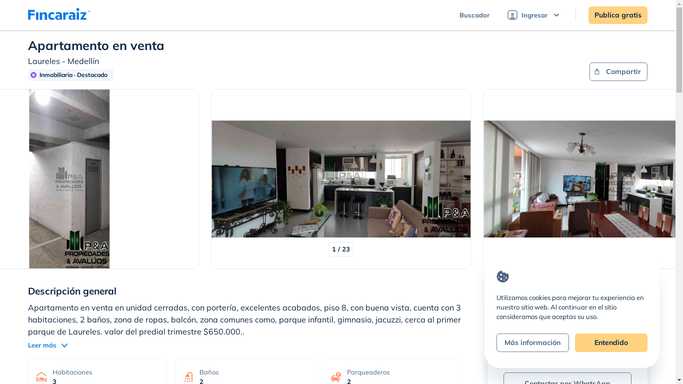 Fincaraiz
Buscador
Ingresar
Publica gratis
Apartamento en venta
Laureles - Medellín
Inmobiliaria · Destacado
Compartir
P&A
PROPIEDADES
& AVALÚOS
P&A
PROPIEDADES
& AVALÚOS
P&A
PROPIEDADES
& AVALÚOS
1 / 23
Descripción general
Apartamento en venta en unidad cerradas, con portería, excelentes acabados, piso 8, con buena vista, cuenta con 3
habitaciones, 2 baños, zona de ropas, balcón, zona comunes como, parque infantil, gimnasio, jacuzzi, cerca al primer
parque de Laureles. valor del predial trimestre $650.000,.
Leer más
Habitaciones
3
Baños
2
Parqueaderos
2
Utilizamos cookies para mejorar tu experiencia en
nuestro sitio web. Al continuar en el sitio
consideramos que aceptas su uso.
Más información
Entendido
Contactar por WhatsApp